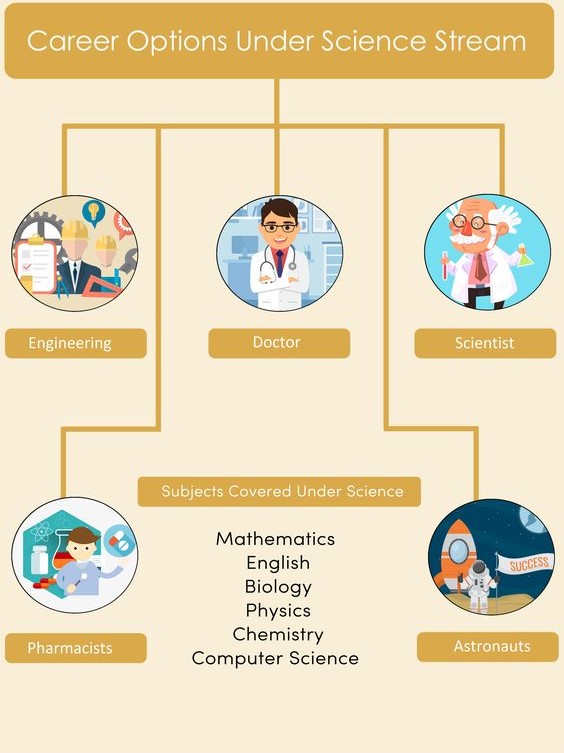 Career Options Under Science Stream
Engineering
Doctor
Scientist
Subjects Covered Under Science
Mathematics
English
Biology
Physics
Chemistry
Computer Science
SUCCESS
Pharmacists
Astronauts